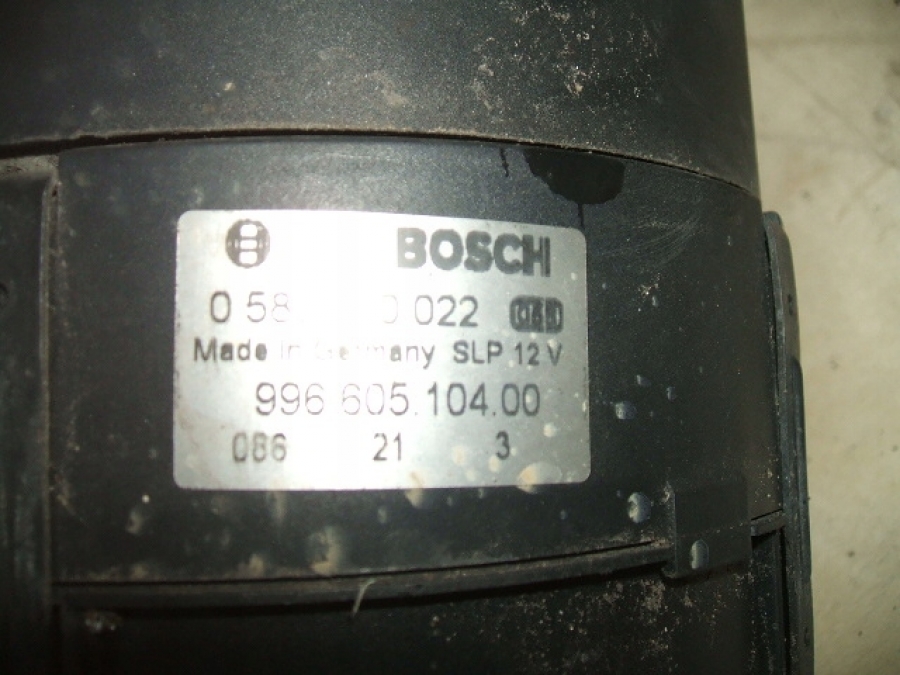 BOSCH
0 58 0 022
Made in Germany SLP 12 V
996 605.104.00
086 21 3